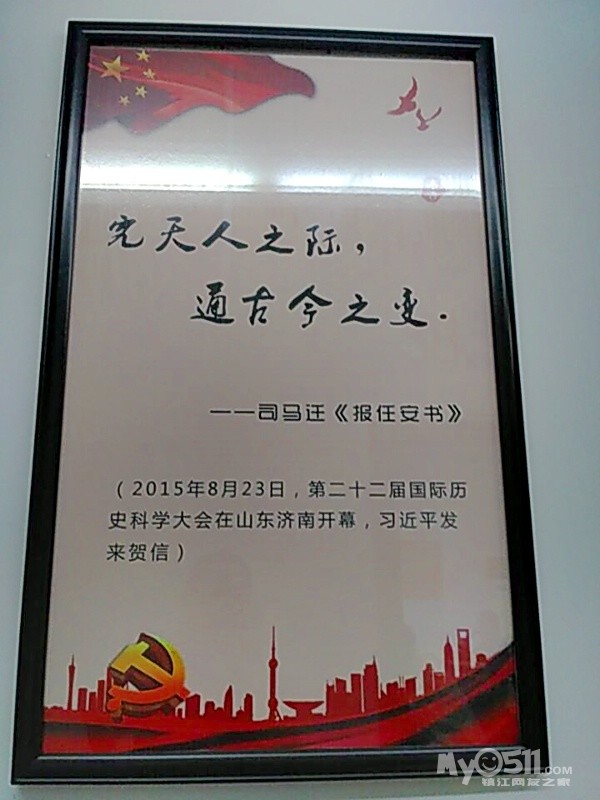 究天人之际，
通古今之变.
——司马迁《报任安书》
（2015年8月23日，第二十二届国际历
史科学大会在山东济南开幕，习近平发
来贺信）
My0511.COM
镇江网友之家